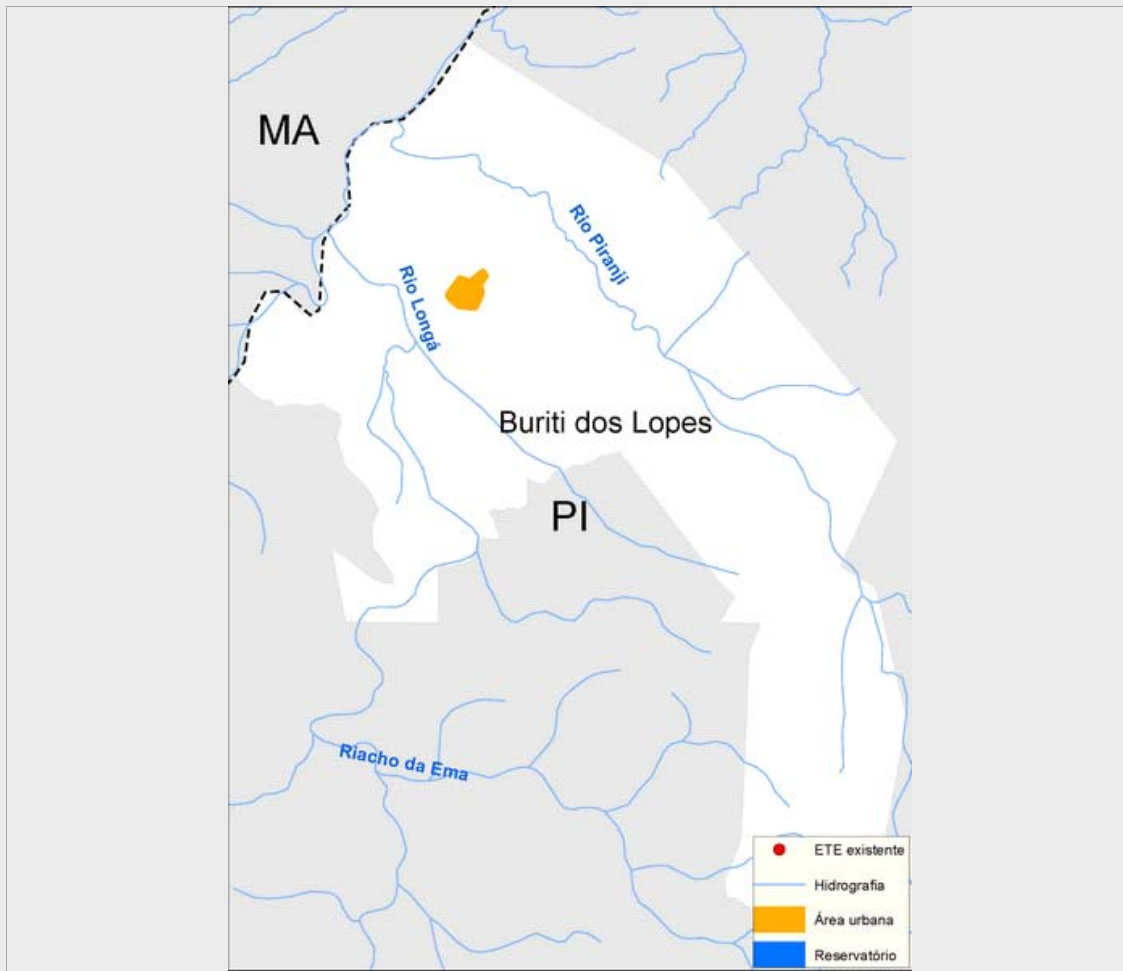 MA
Rio Piranji
Rio Longá
Buriti dos Lopes
PI
Riacho da Ema
ETE existente
Hidrografia
Área urbana
Reservatório